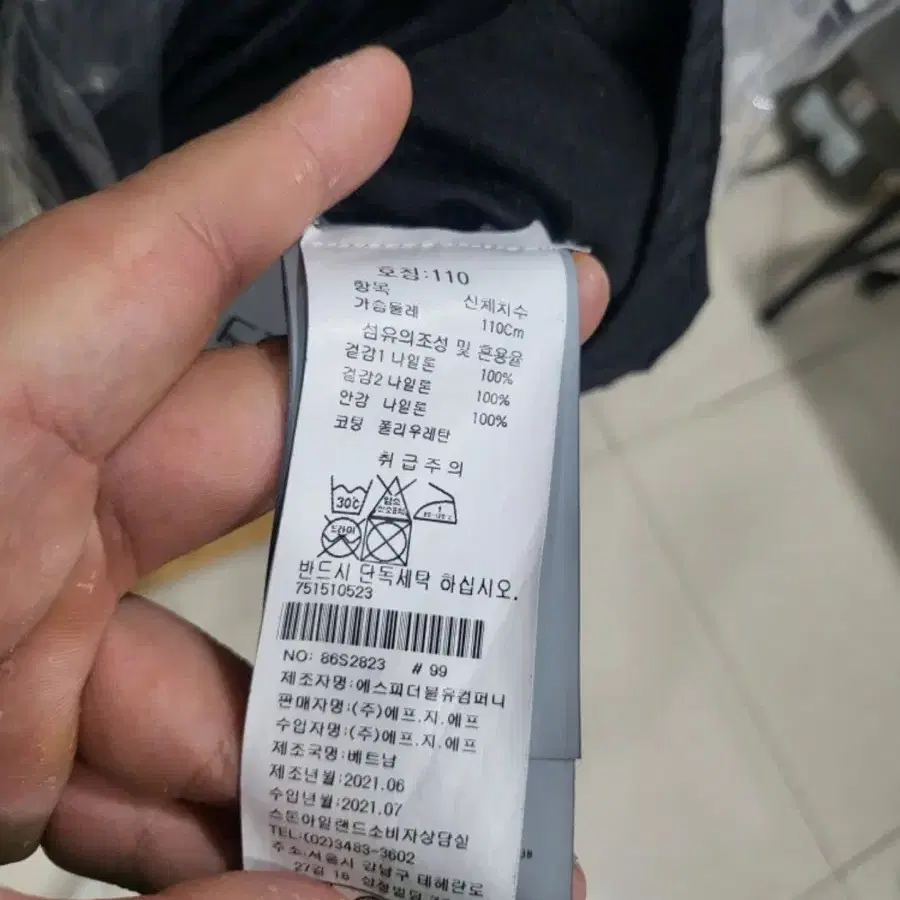 호칭:110
항목 신체치수
가슴둘레 110Cm
섬유의조성 및 혼용율
겉감1 나일론 100%
겉감2 나일론 100%
안감 나일론 100%
코팅 폴리우레탄
취급주의
30℃
드라이
반드시 단독세탁 하십시오.
751510523
NO: 86S2823 # 99
제조자명:에스피더블유컴퍼니
판매자명:(주)에프.지.에프
수입자명:(주)에프.지.에프
제조국명:베트남
제조년월:2021.06
수입년월:2021.07
스톤아일랜드소비자상담실
TEL:(02)3483-3602
주소:서울시 강남구 테헤란로
27길 16